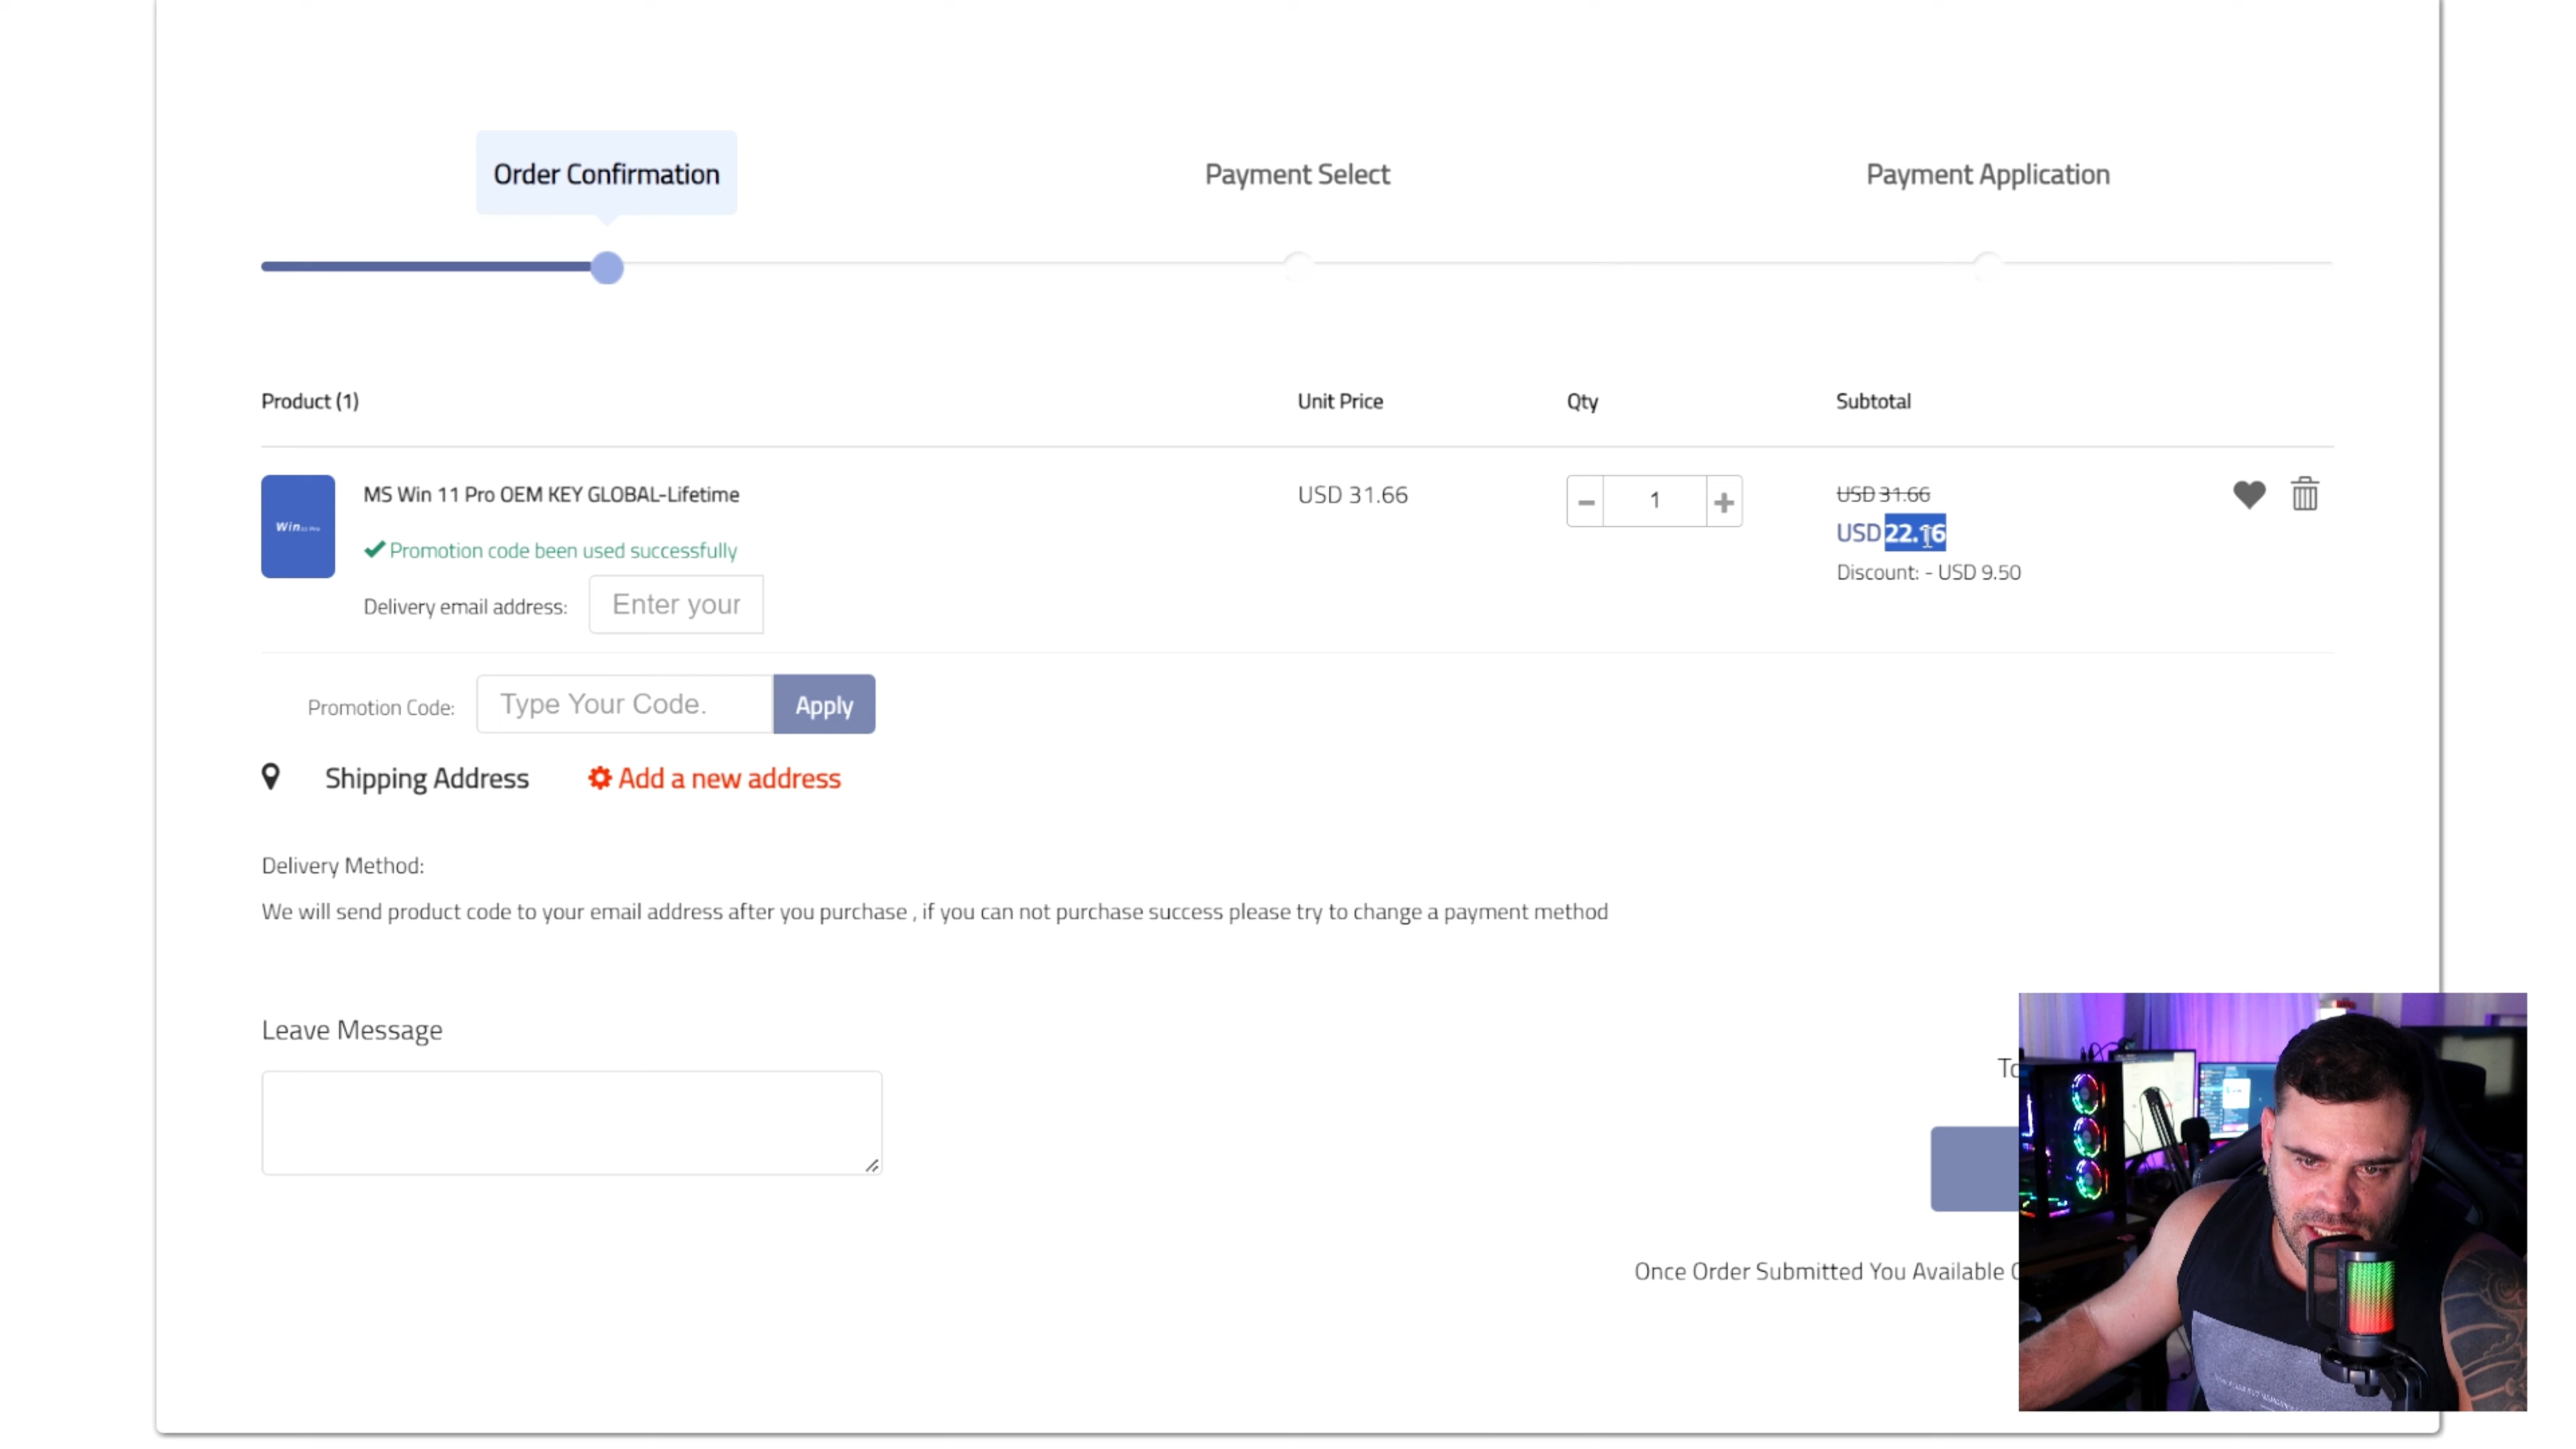 Order Confirmation
Payment Select
Payment Application
Product (1)
Unit Price
Qty
Subtotal
Win
MS Win 11 Pro OEM KEY GLOBAL-Lifetime
USD 31.66
1
USD 31.66
USD 22.16
Discount: - USD 9.50
Promotion code been used successfully
Delivery email address:
Enter your
Promotion Code:
Type Your Code.
Apply
Shipping Address
Add a new address
Delivery Method:
We will send product code to your email address after you purchase , if you can not purchase success please try to change a payment method
Leave Message
Once Order Submitted You Available